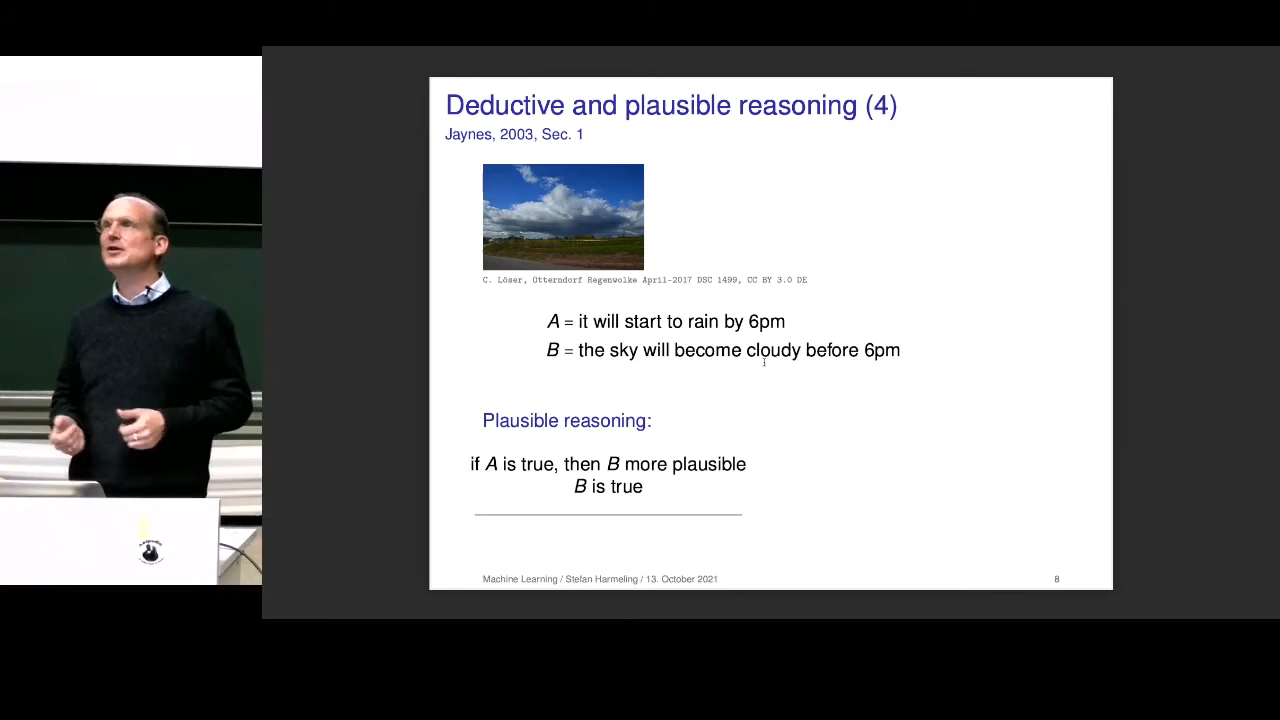 Deductive and plausible reasoning (4)
Jaynes, 2003, Sec. 1
C. Löser, Otterndorf Regenwolke April-2017 DSC 1499, CC BY 3.0 DE
A = it will start to rain by 6pm
B = the sky will become cloudy before 6pm
Plausible reasoning:
if A is true, then B more plausible
B is true
Machine Learning / Stefan Harmeling / 13. October 2021
8